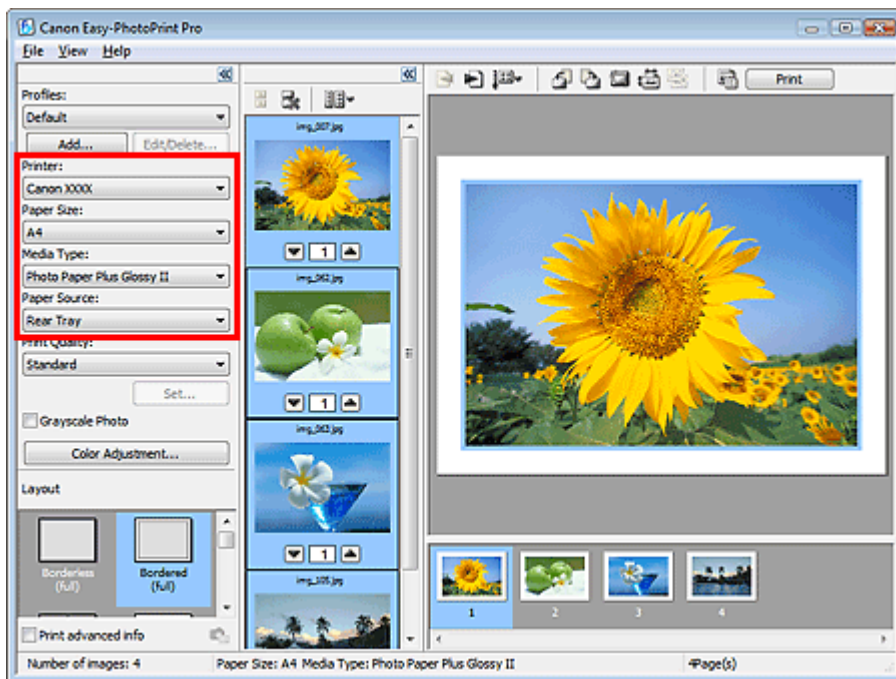 Canon Easy-PhotoPrint Pro
File View Help
Profiles:
Default
Add... Edit/Delete...
Printer:
Canon XXXX
Paper Size:
A4
Media Type:
Photo Paper Plus Glossy II
Paper Source:
Rear Tray
Print Quality:
Standard
Set...
Grayscale Photo
Color Adjustment...
Layout
Borderless
(full)
Bordered
(full)
Print advanced info
img_007.jpg
1
img_062.jpg
1
img_063.jpg
1
img_105.jpg
Print
1 2 3 4
Number of images: 4 Paper Size: A4 Media Type: Photo Paper Plus Glossy II 4Page(s)